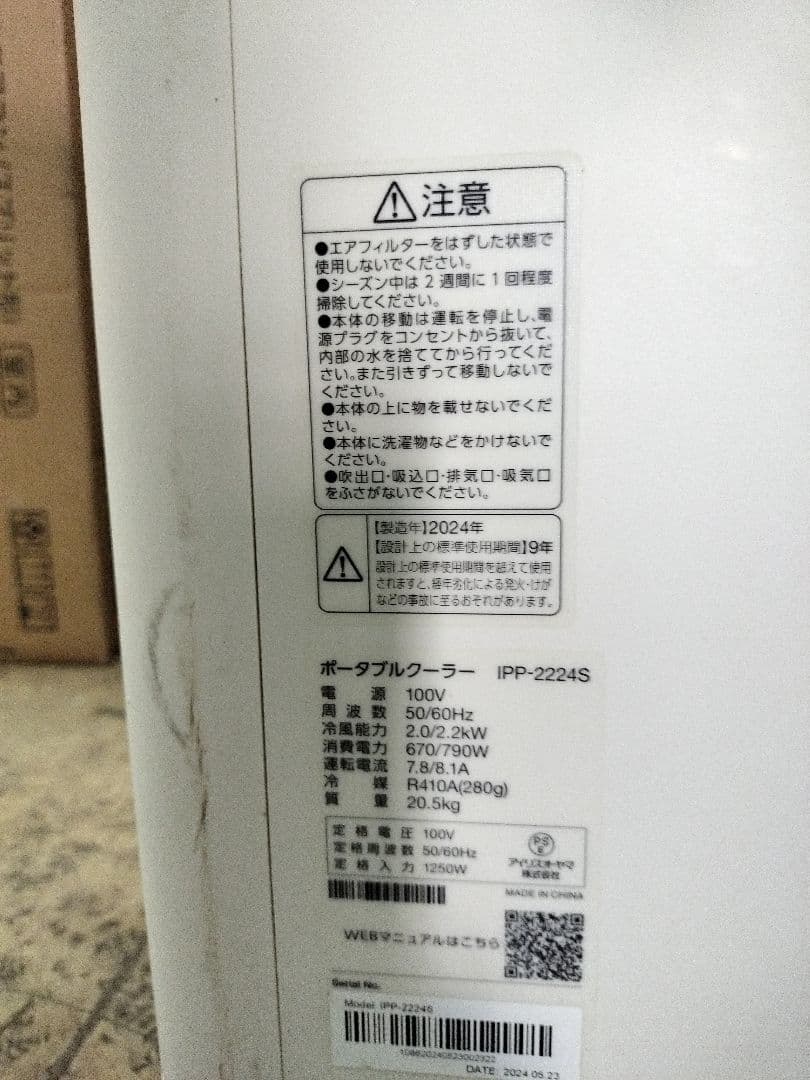 注意
●エアフィルターをはずした状態で
使用しないでください。
●シーズン中は2週間に1回程度
掃除してください。
●本体の移動は運転を停止し、電
源プラグをコンセントから抜いて、
内部の水を捨ててから行ってくだ
さい。また引きずって移動しないで
ください。
●本体の上に物を載せないでくだ
さい。
●本体に洗濯物などをかけないで
ください。
●吹出口・吸込口・排気口・吸気口
をふさがないでください。
【製造年】2024年
【設計上の標準使用期間】9年
設計上の標準使用期間を超えて使用
されますと、経年劣化による発火・けが
などの事故に至るおそれがあります。
ポータブルクーラー IPP-2224S
電源 100V
周波数 50/60Hz
冷風能力 2.0/2.2kW
消費電力 670/790W
運転電流 7.8/8.1A
冷媒 R410A(280g)
質量 20.5kg
定格電圧 100V
定格周波数 50/60Hz
定格入力 1250W
PS
E
アイリスオーヤマ
株式会社
MADE IN CHINA
WEBマニュアルはこちら
Serial No.
Model: IPP-2224S
DATE: 2024.05.23